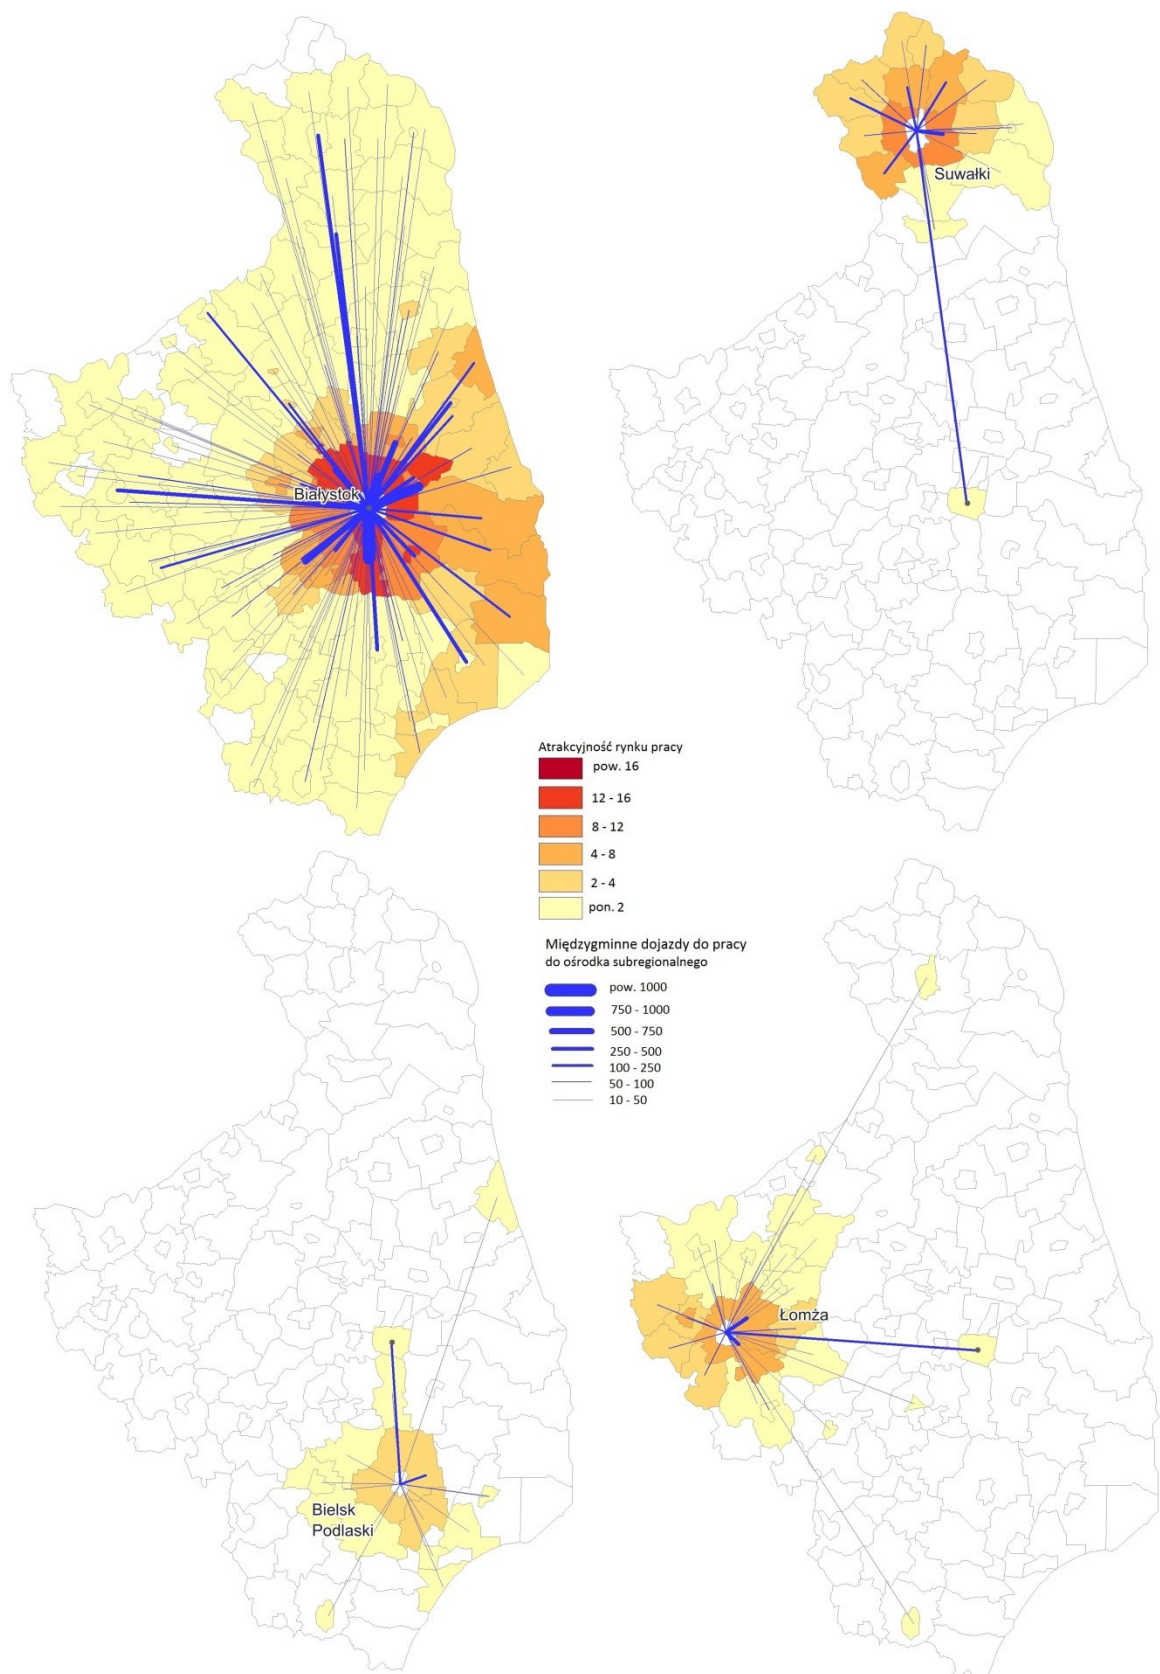 Suwałki
Białystok
Atrakcyjność rynku pracy
pow. 16
12 - 16
8 - 12
4 - 8
2 - 4
pon. 2
Międzygminne dojazdy do pracy
do ośrodka subregionalnego
pow. 1000
750 - 1000
500 - 750
250 - 500
100 - 250
50 - 100
10 - 50
Łomża
Bielsk
Podlaski